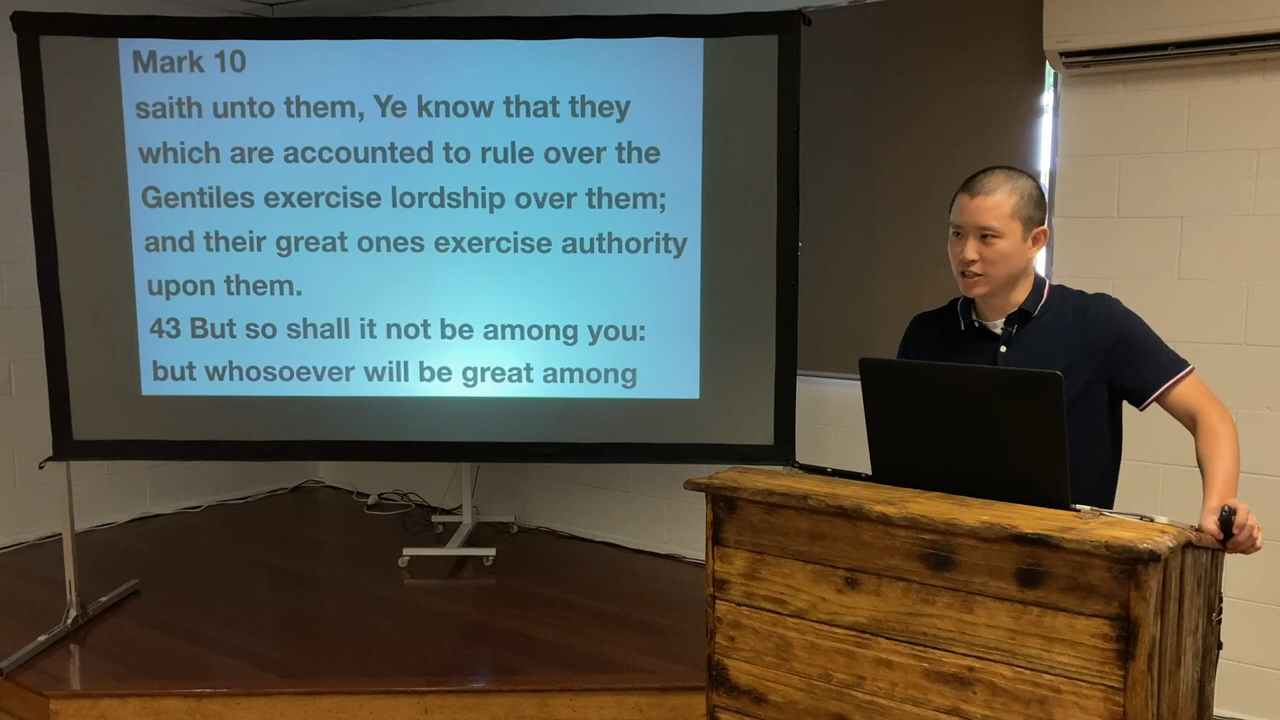 Mark 10
saith unto them, Ye know that they
which are accounted to rule over the
Gentiles exercise lordship over them;
and their great ones exercise authority
upon them.
43 But so shall it not be among you:
but whosoever will be great among